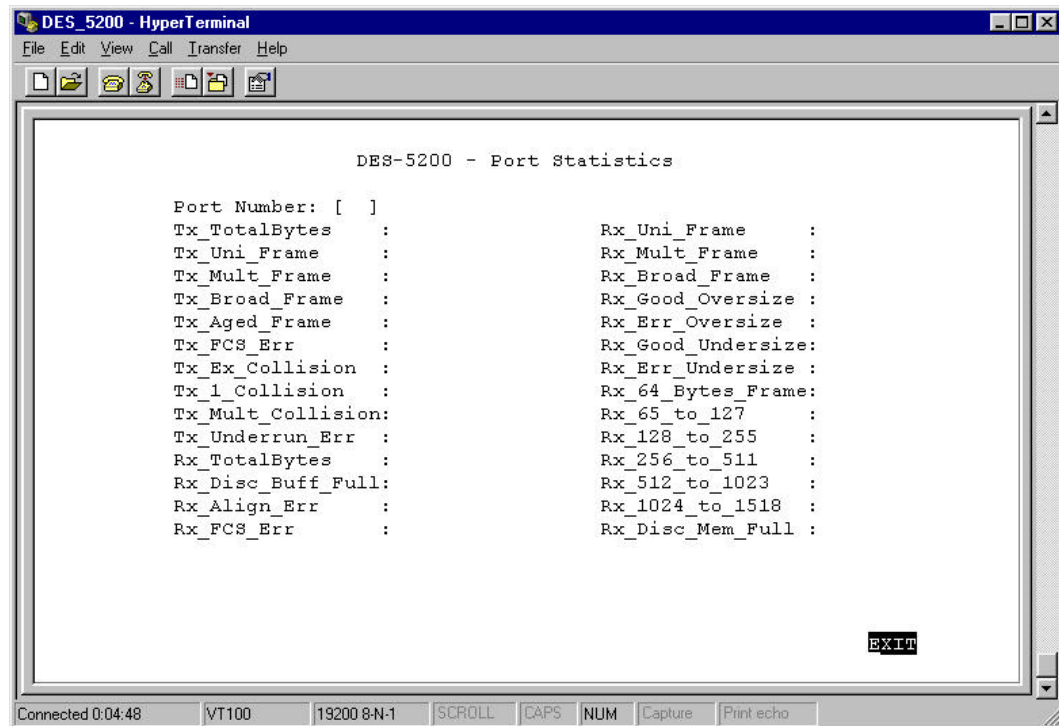 DES_5200 - HyperTerminal
File Edit View Call Transfer Help
DES-5200 - Port Statistics
Port Number: [  ]
Tx_TotalBytes : Rx_Uni_Frame :
Tx_Uni_Frame : Rx_Mult_Frame :
Tx_Mult_Frame : Rx_Broad_Frame :
Tx_Broad_Frame : Rx_Good_Oversize :
Tx_Aged_Frame : Rx_Err_Oversize :
Tx_FCS_Err : Rx_Good_Undersize:
Tx_Ex_Collision : Rx_Err_Undersize :
Tx_1_Collision : Rx_64_Bytes_Frame:
Tx_Mult_Collision: Rx_65_to_127 :
Tx_Underrun_Err : Rx_128_to_255 :
Rx_TotalBytes : Rx_256_to_511 :
Rx_Disc_Buff_Full: Rx_512_to_1023 :
Rx_Align_Err : Rx_1024_to_1518 :
Rx_FCS_Err : Rx_Disc_Mem_Full :
EXIT
Connected 0:04:48 VT100 19200 8-N-1 SCROLL CAPS NUM Capture Print echo